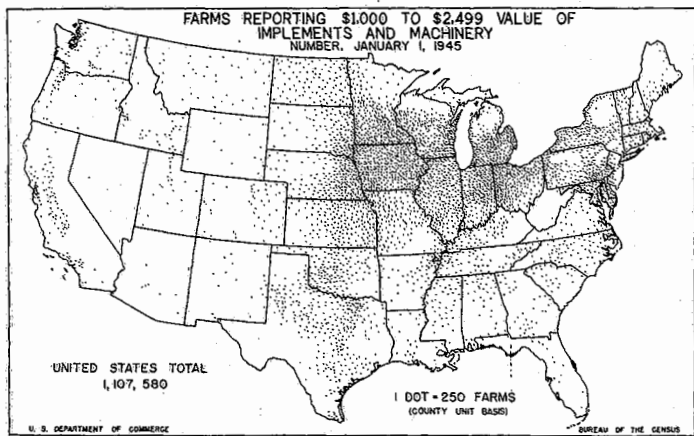 FARMS REPORTING $1,000 TO $2,499 VALUE OF
IMPLEMENTS AND MACHINERY
NUMBER, JANUARY 1, 1945
UNITED STATES TOTAL
1,107,580
1 DOT = 250 FARMS
(COUNTY UNIT BASIS)
U. S. DEPARTMENT OF COMMERCE
BUREAU OF THE CENSUS